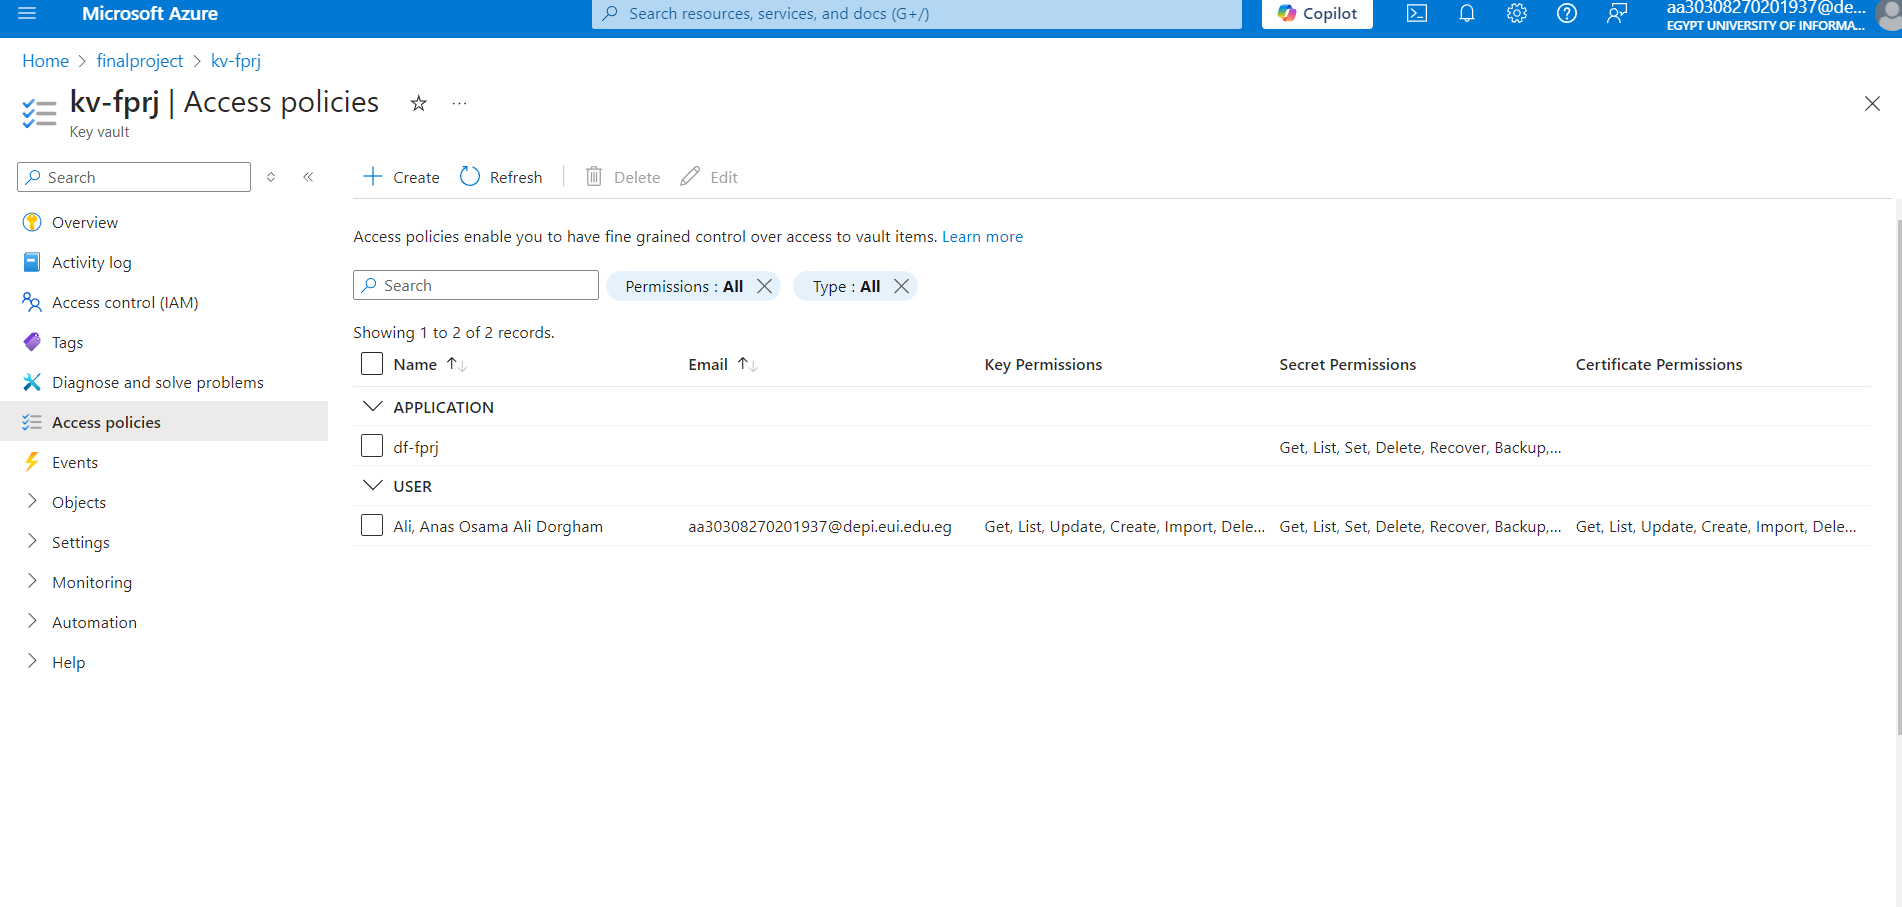 Microsoft Azure
Search resources, services, and docs (G+/)
Copilot
aa30308270201937@de...
EGYPT UNIVERSITY OF INFORMA...
Home > finalproject > kv-fprj
kv-fprj | Access policies
Key vault
Search
Overview
Activity log
Access control (IAM)
Tags
Diagnose and solve problems
Access policies
Events
Objects
Settings
Monitoring
Automation
Help
Create Refresh Delete Edit
Access policies enable you to have fine grained control over access to vault items. Learn more
Search Permissions : All Type : All
Showing 1 to 2 of 2 records.
Name Email Key Permissions Secret Permissions Certificate Permissions
APPLICATION
df-fprj Get, List, Set, Delete, Recover, Backup,...
USER
Ali, Anas Osama Ali Dorgham aa30308270201937@depi.eui.edu.eg Get, List, Update, Create, Import, Dele... Get, List, Set, Delete, Recover, Backup,... Get, List, Update, Create, Import, Dele...